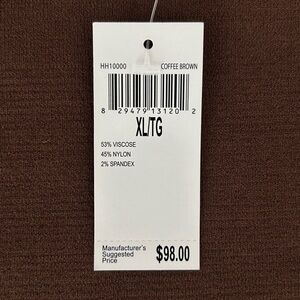 HH10000 COFFEE BROWN
8 29479 13120 2
XL/TG
53% VISCOSE
45% NYLON
2% SPANDEX
Manufacturer's
Suggested
Price $98.00